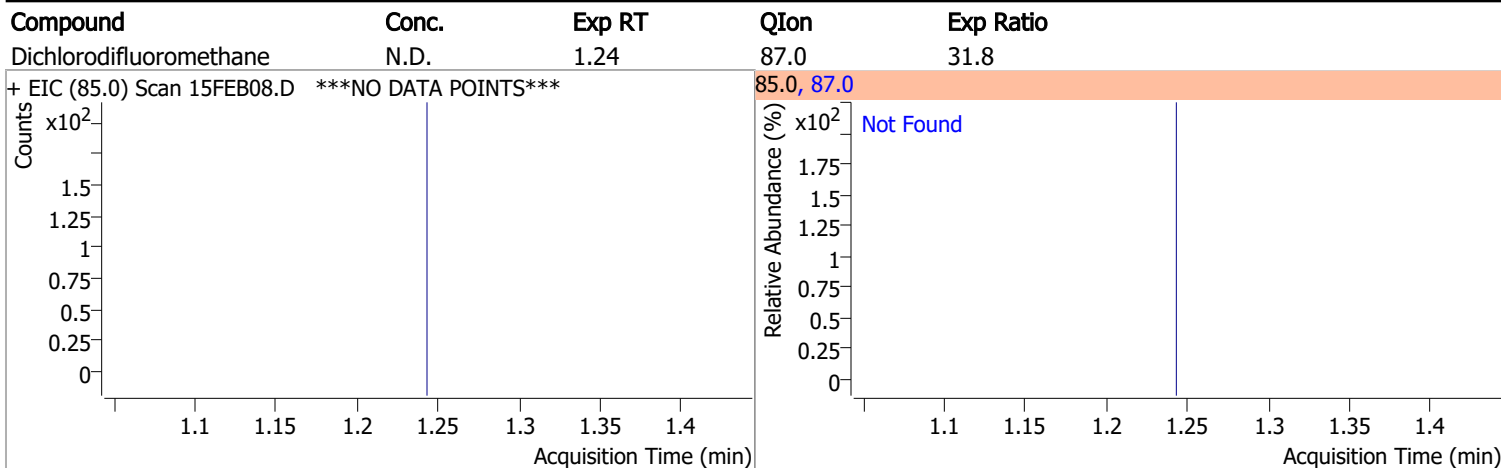 Compound Conc. Exp RT QIon Exp Ratio
Dichlorodifluoromethane N.D. 1.24 87.0 31.8
+ EIC (85.0) Scan 15FEB08.D ***NO DATA POINTS***
Counts
x10²
1.5
1.25
1
0.75
0.5
0.25
0
1.1 1.15 1.2 1.25 1.3 1.35 1.4
Acquisition Time (min)
85.0, 87.0
Relative Abundance (%)
x10²
Not Found
1.75
1.5
1.25
1
0.75
0.5
0.25
0
1.1 1.15 1.2 1.25 1.3 1.35 1.4
Acquisition Time (min)